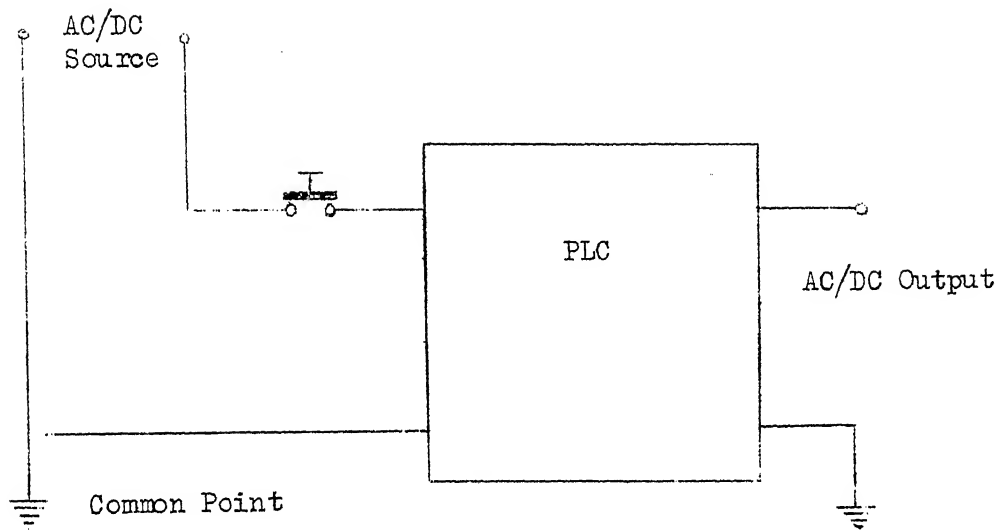 AC/DC
Source
PLC
AC/DC Output
Common Point